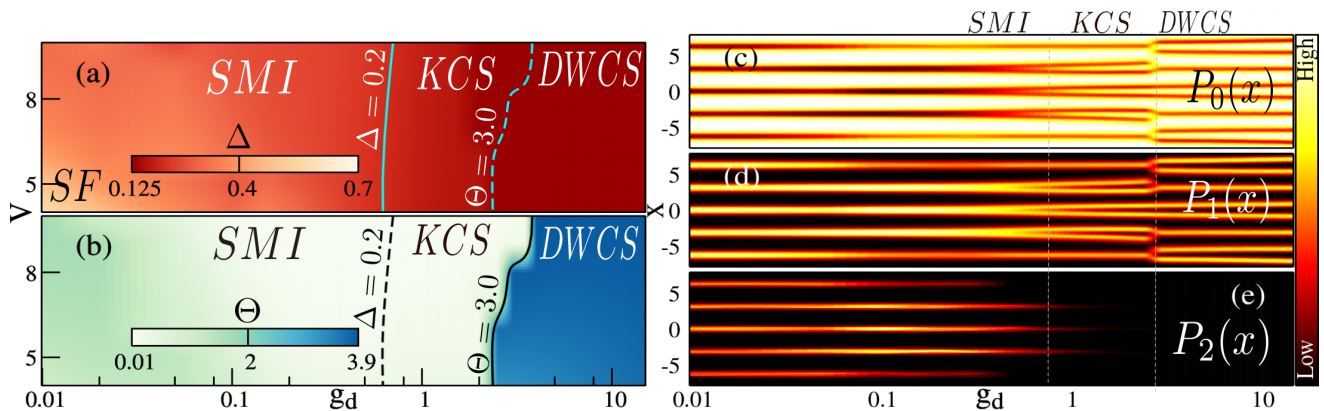 (a)
SMI
Δ = 0.2
KCS
DWCS
8
Δ
0.125
0.4
0.7
Θ = 3.0
5
SF
V
(b)
SMI
Δ = 0.2
KCS
DWCS
8
Θ
0.01
2
3.9
Θ = 3.0
5
0.01
0.1
g_d
1
10
SMI
KCS
DWCS
5
(c)
0
P_0(x)
-5
5
(d)
0
P_1(x)
-5
x
5
(e)
0
P_2(x)
-5
0.01
0.1
g_d
1
10
High
Low